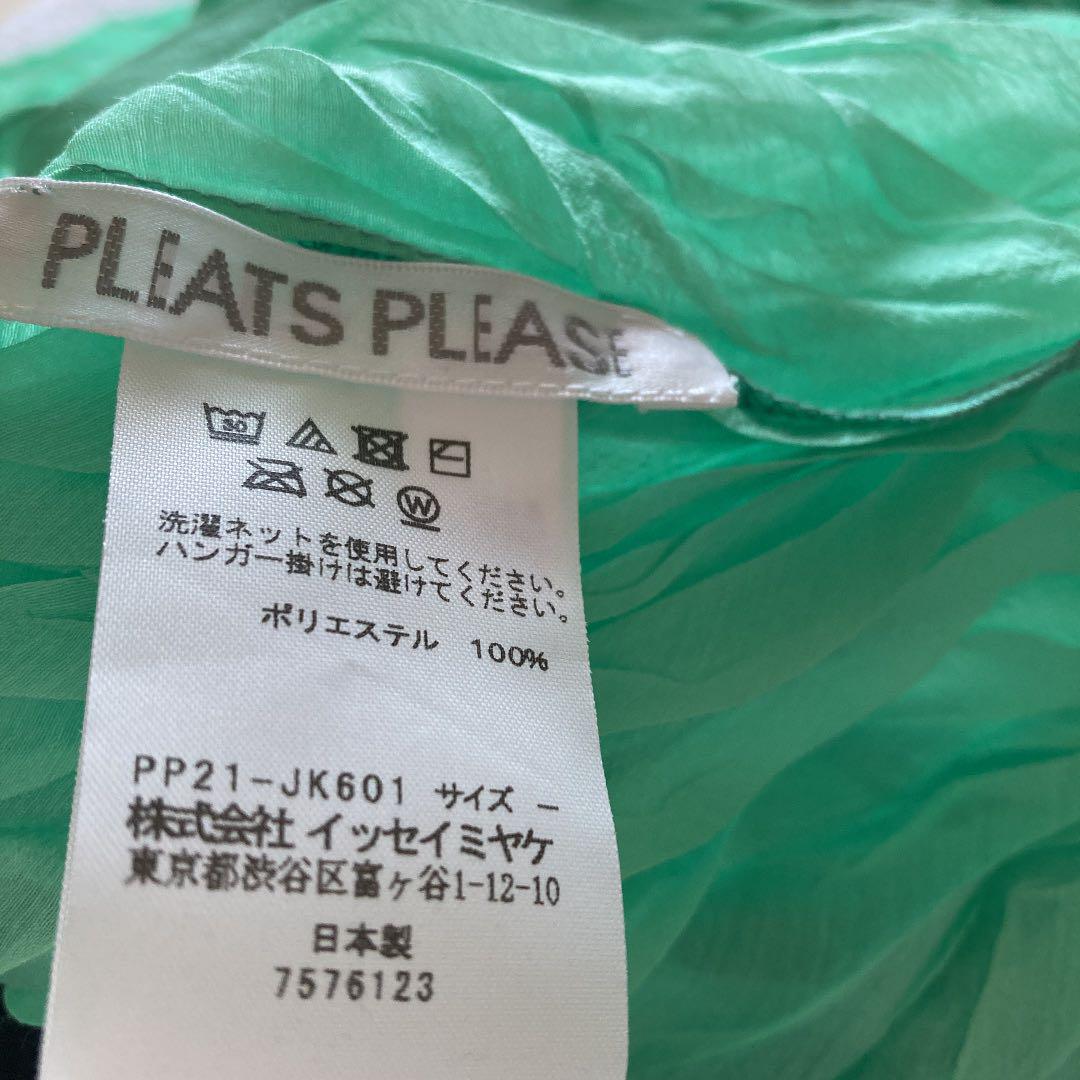 PLEATS PLEASE
30
W
洗濯ネットを使用してください。
ハンガー掛けは避けてください。
ポリエステル 100%
PP21-JK601 サイズ -
株式会社 イッセイミヤケ
東京都渋谷区富ヶ谷1-12-10
日本製
7576123